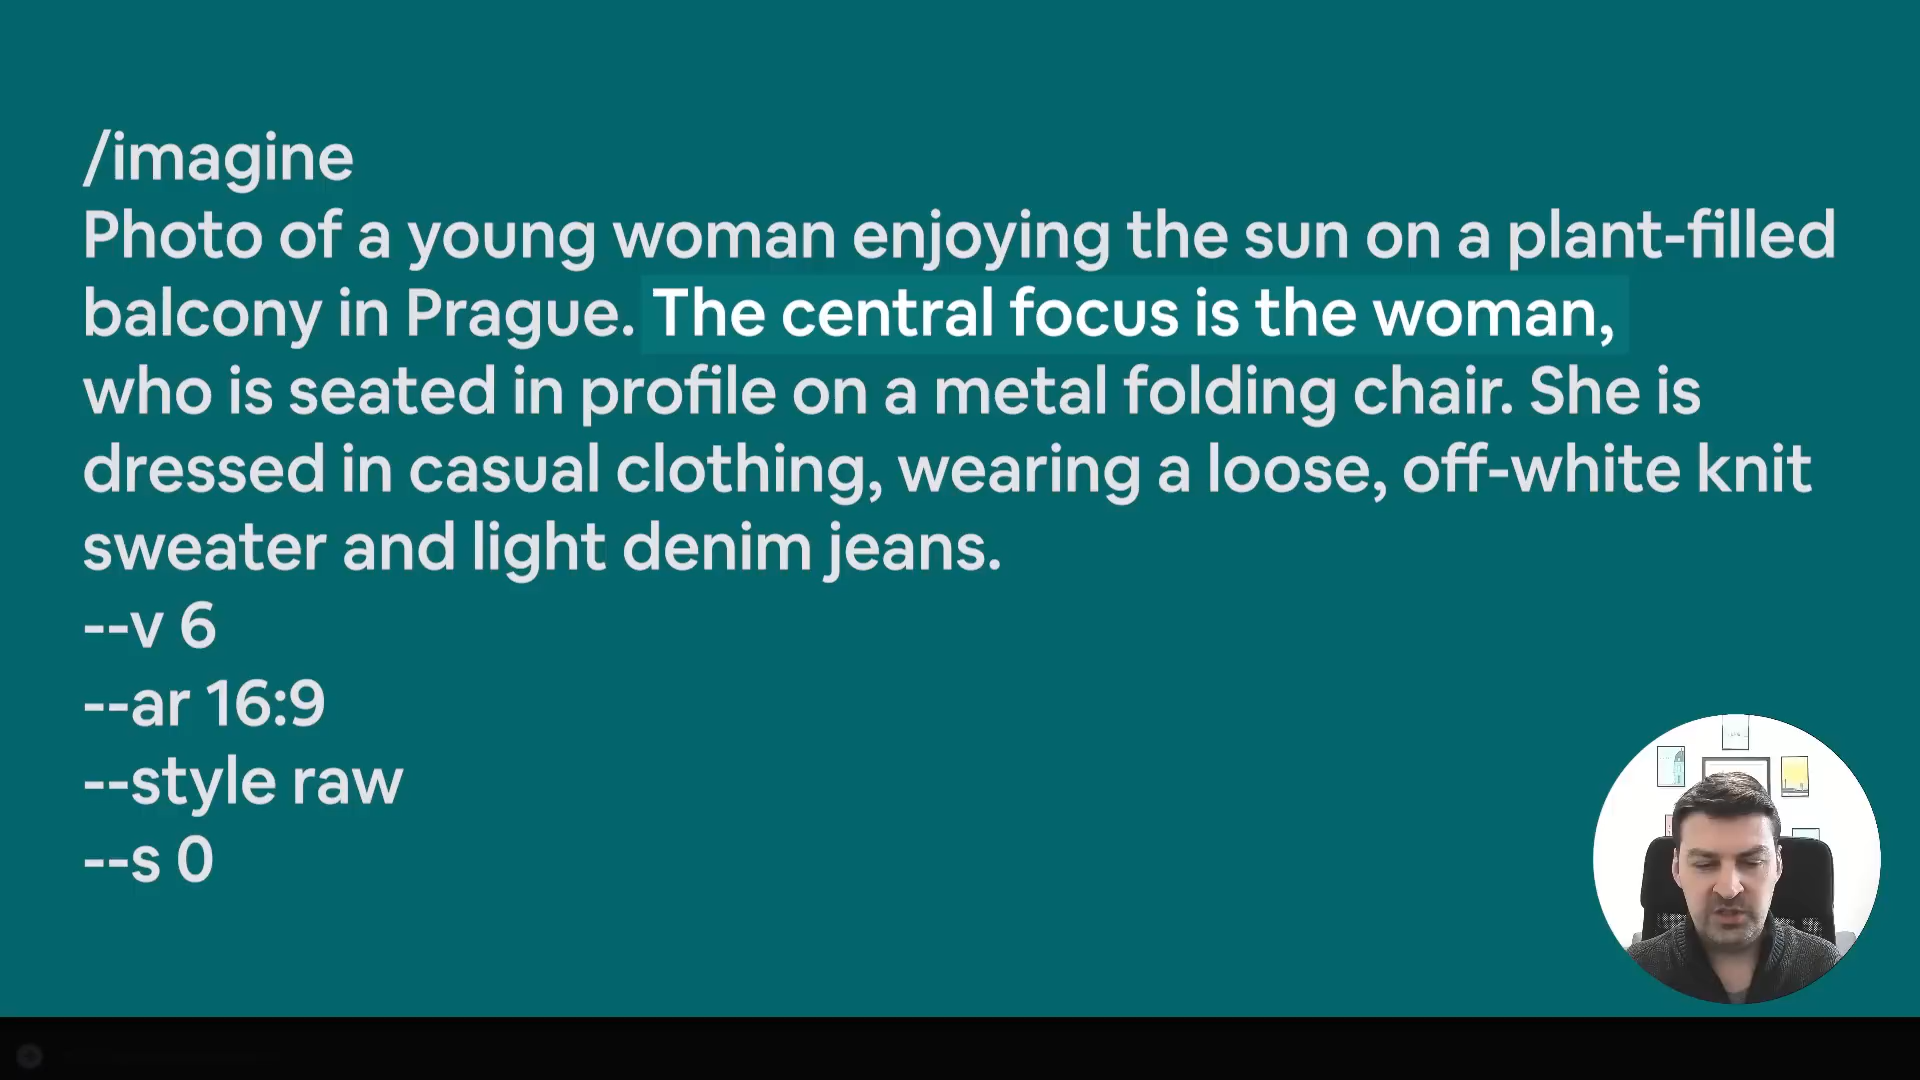 /imagine
Photo of a young woman enjoying the sun on a plant-filled
balcony in Prague. The central focus is the woman,
who is seated in profile on a metal folding chair. She is
dressed in casual clothing, wearing a loose, off-white knit
sweater and light denim jeans.
--v 6
--ar 16:9
--style raw
--s 0